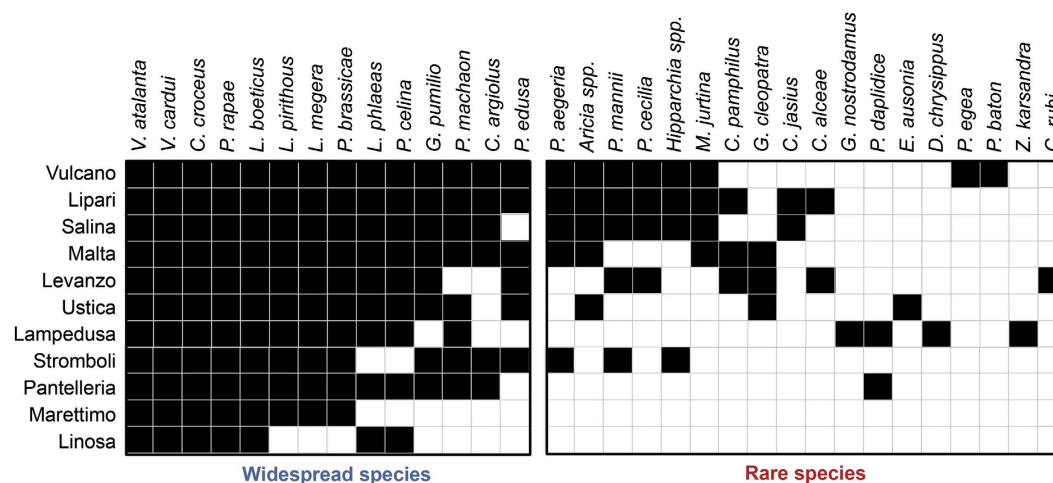 V. atalanta
V. cardui
C. croceus
P. rapae
L. boeticus
L. pirithous
L. megera
P. brassicae
L. phlaeas
P. celina
G. pumilio
P. machaon
C. argiolus
P. edusa
P. aegeria
Aricia spp.
P. mannii
P. cecilia
Hipparchia spp.
M. jurtina
C. pamphilus
G. cleopatra
C. jasius
C. alceae
G. nostrodamus
P. daplidice
E. ausonia
D. chrysippus
P. egea
P. baton
Z. karsandra
C. rubi
Vulcano
Lipari
Salina
Malta
Levanzo
Ustica
Lampedusa
Stromboli
Pantelleria
Marettimo
Linosa
Widespread species
Rare species